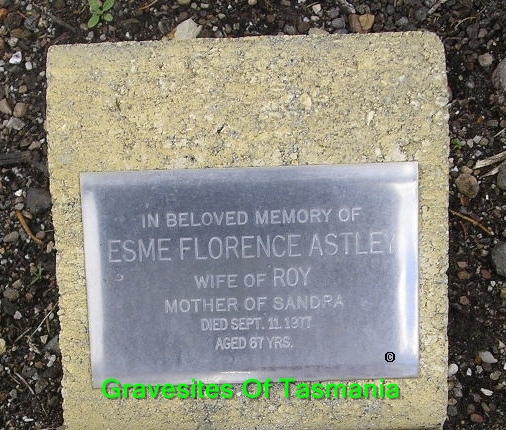 IN BELOVED MEMORY OF
ESME FLORENCE ASTLEY
WIFE OF ROY
MOTHER OF SANDRA
DIED SEPT. 11. 1977
AGED 67 YRS.
©
Gravesites Of Tasmania